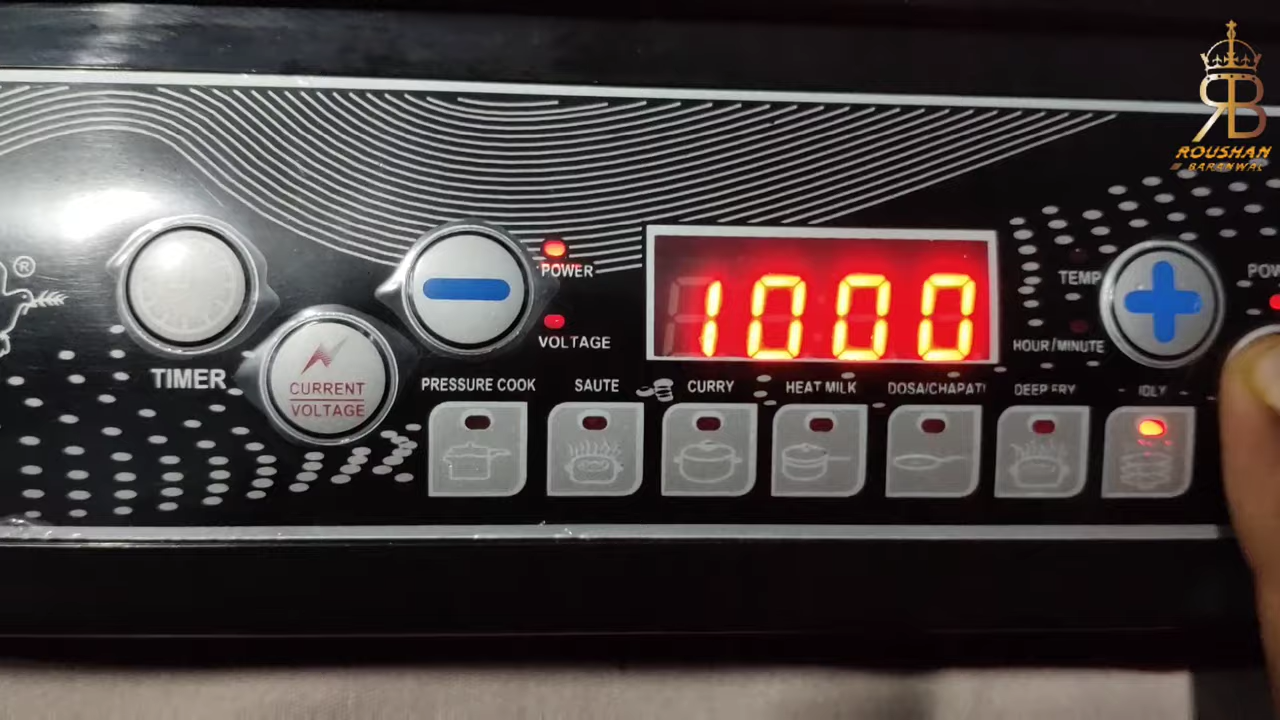 ROUSHAN
BARANWAL
®
POWER
TEMP
1000
VOLTAGE
HOUR/MINUTE
TIMER
CURRENT
VOLTAGE
PRESSURE COOK
SAUTE
CURRY
HEAT MILK
DOSA/CHAPATI
DEEP FRY
IDLY